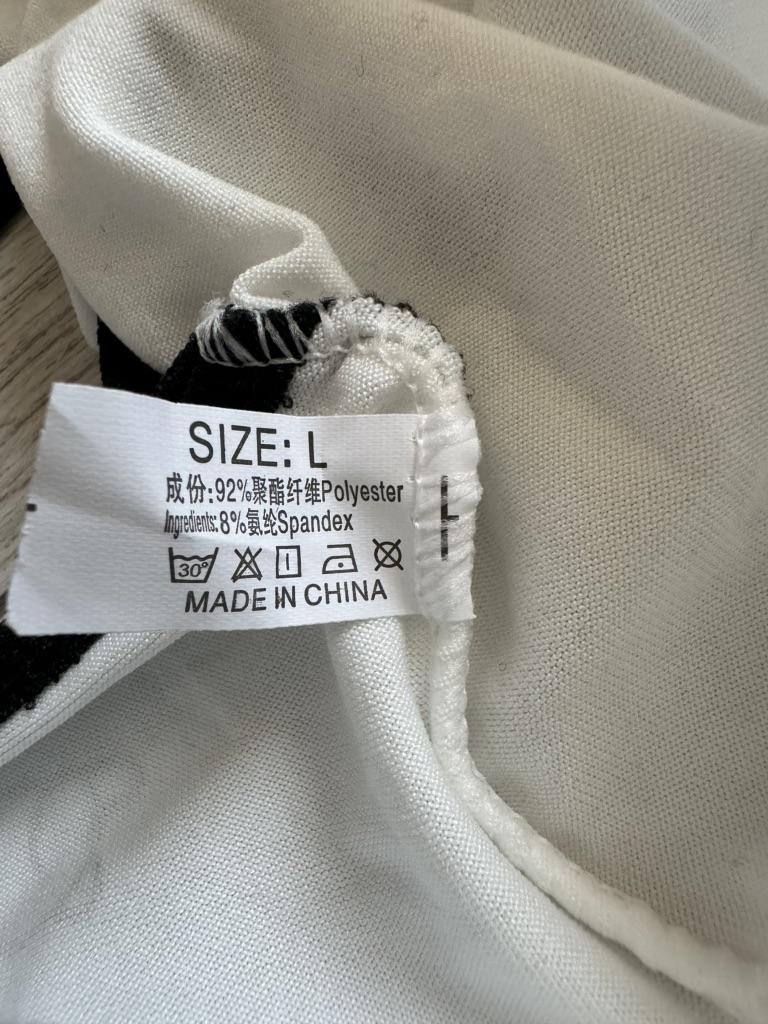 SIZE: L
成份:92%聚酯纤维Polyester
Ingredients:8%氨纶Spandex
30°
MADE IN CHINA
L